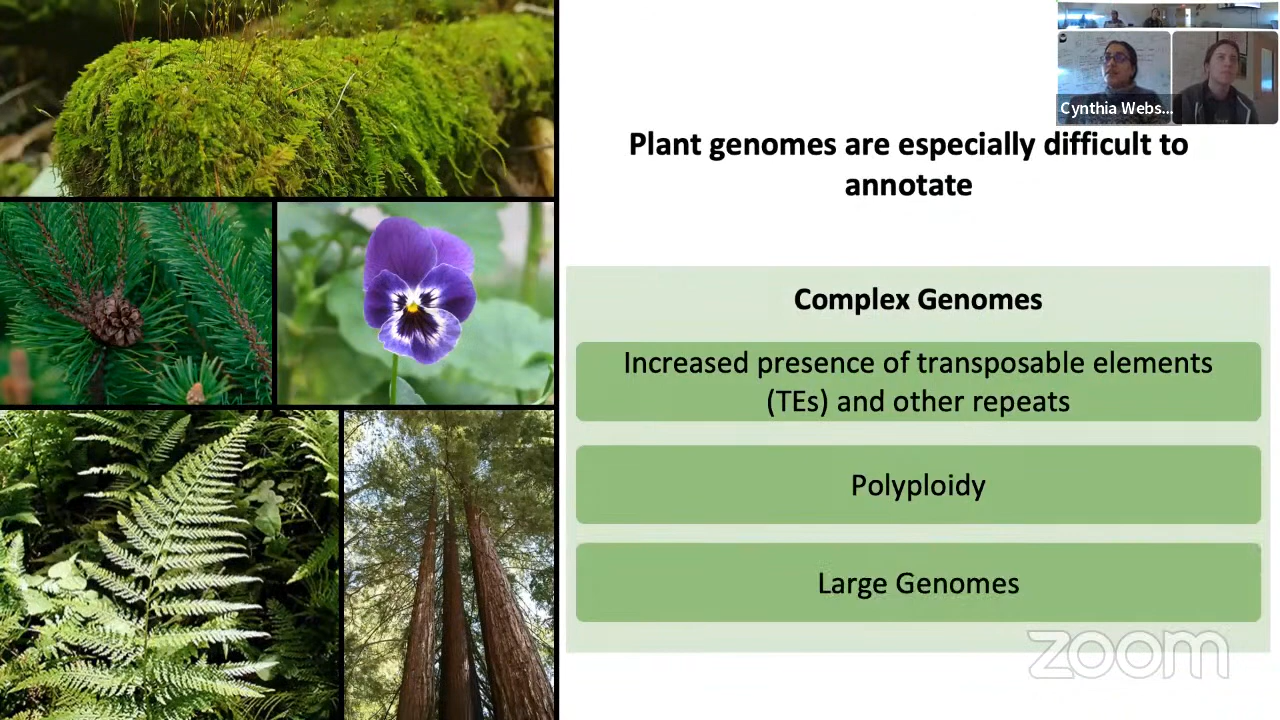 Cynthia Webs...
Plant genomes are especially difficult to
annotate
Complex Genomes
Increased presence of transposable elements
(TEs) and other repeats
Polyploidy
Large Genomes
zoom